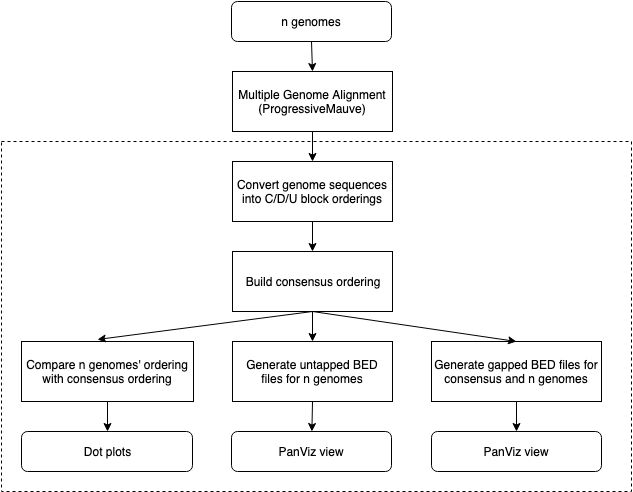 n genomes
Multiple Genome Alignment
(ProgressiveMauve)
Convert genome sequences
into C/D/U block orderings
Build consensus ordering
Compare n genomes' ordering
with consensus ordering
Generate untapped BED
files for n genomes
Generate gapped BED files for
consensus and n genomes
Dot plots
PanViz view
PanViz view